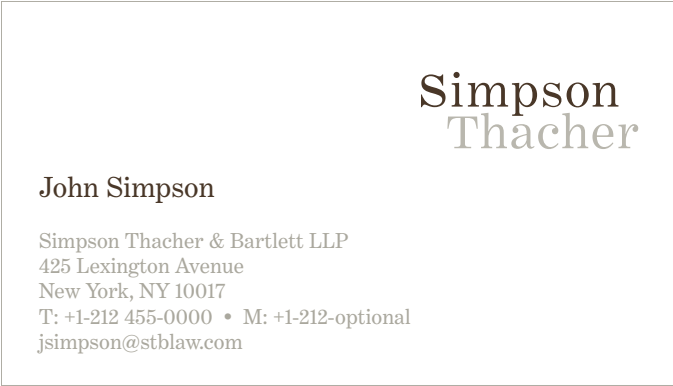 Simpson
Thacher
John Simpson
Simpson Thacher & Bartlett LLP
425 Lexington Avenue
New York, NY 10017
T: +1-212 455-0000 • M: +1-212-optional
jsimpson@stblaw.com